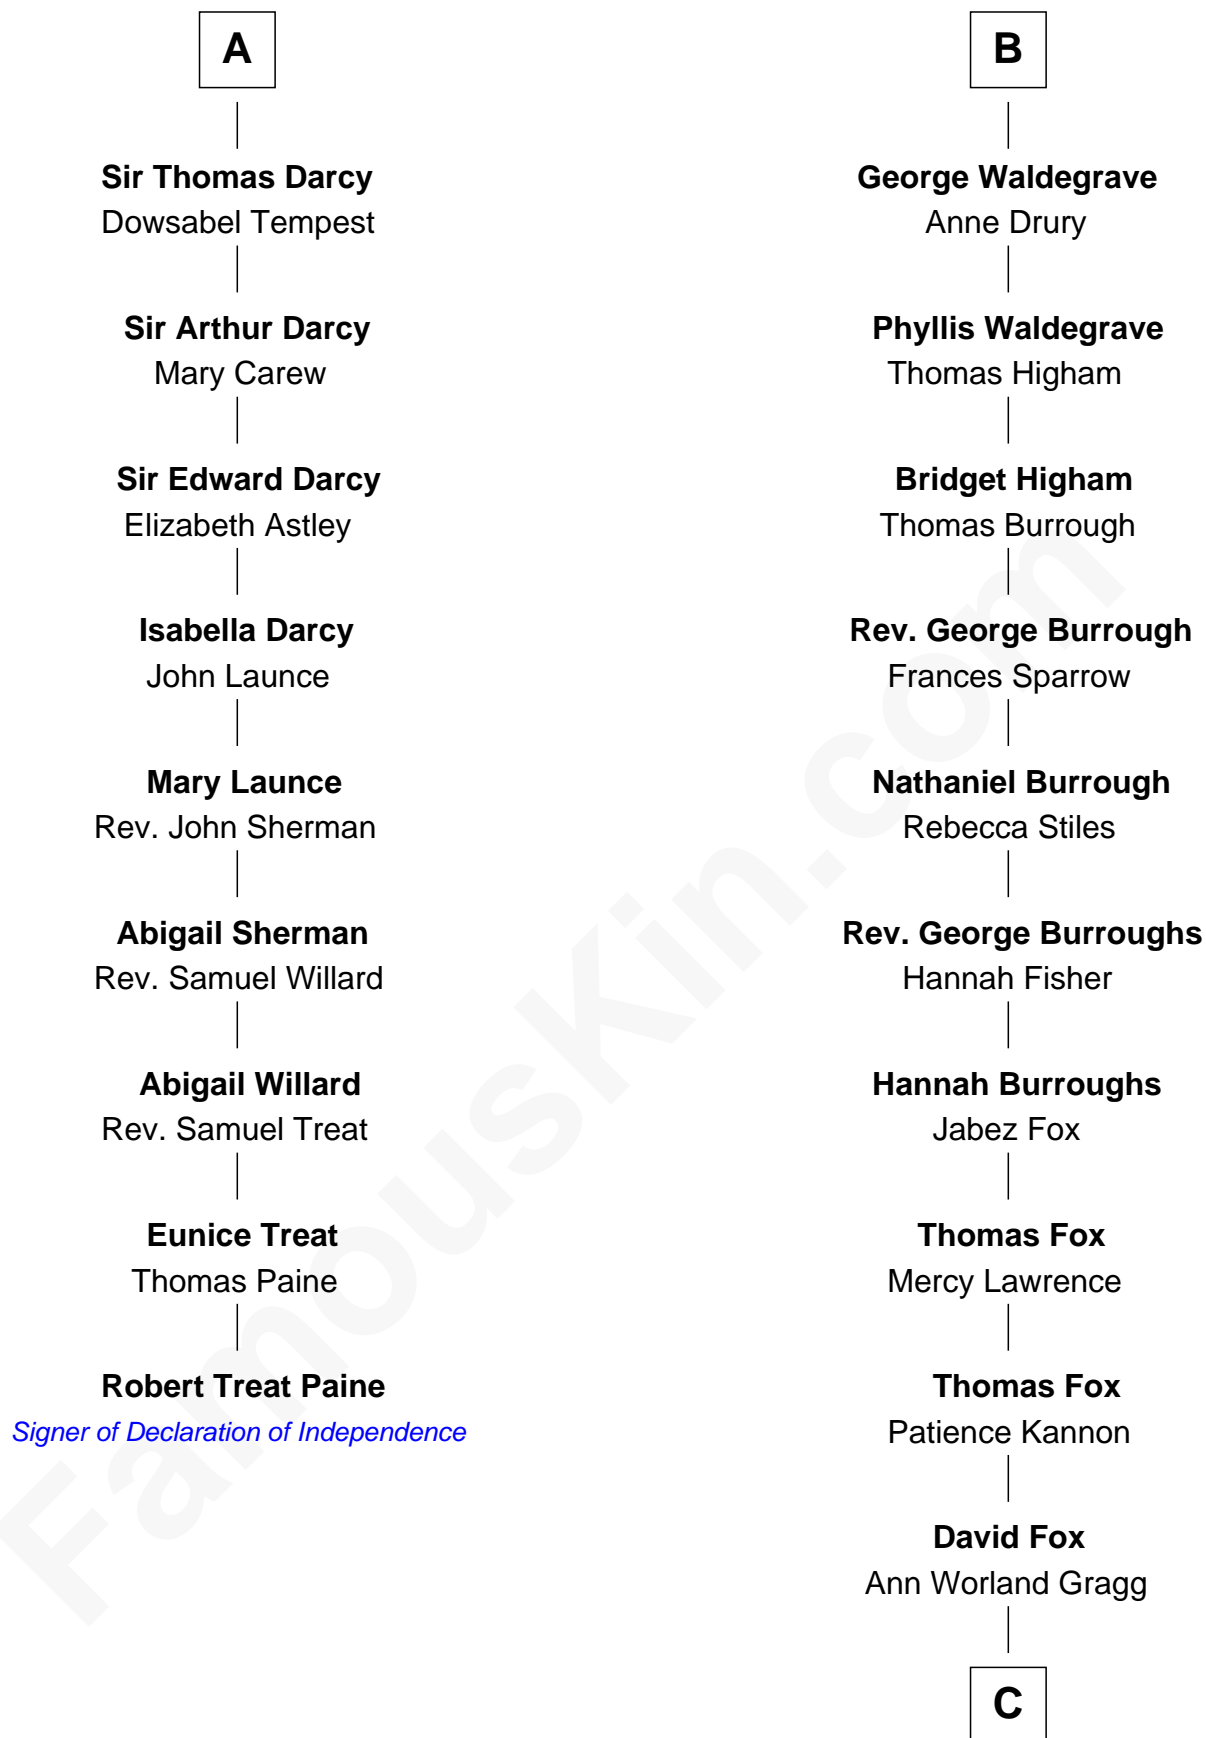 A
Sir Thomas Darcy
Dowsabel Tempest
Sir Arthur Darcy
Mary Carew
Sir Edward Darcy
Elizabeth Astley
Isabella Darcy
John Launce
Mary Launce
Rev. John Sherman
Abigail Sherman
Rev. Samuel Willard
Abigail Willard
Rev. Samuel Treat
Eunice Treat
Thomas Paine
Robert Treat Paine
Signer of Declaration of Independence
B
George Waldegrave
Anne Drury
Phyllis Waldegrave
Thomas Higham
Bridget Higham
Thomas Burrough
Rev. George Burrough
Frances Sparrow
Nathaniel Burrough
Rebecca Stiles
Rev. George Burroughs
Hannah Fisher
Hannah Burroughs
Jabez Fox
Thomas Fox
Mercy Lawrence
Thomas Fox
Patience Kannon
David Fox
Ann Worland Gragg
C
FamousKin.com